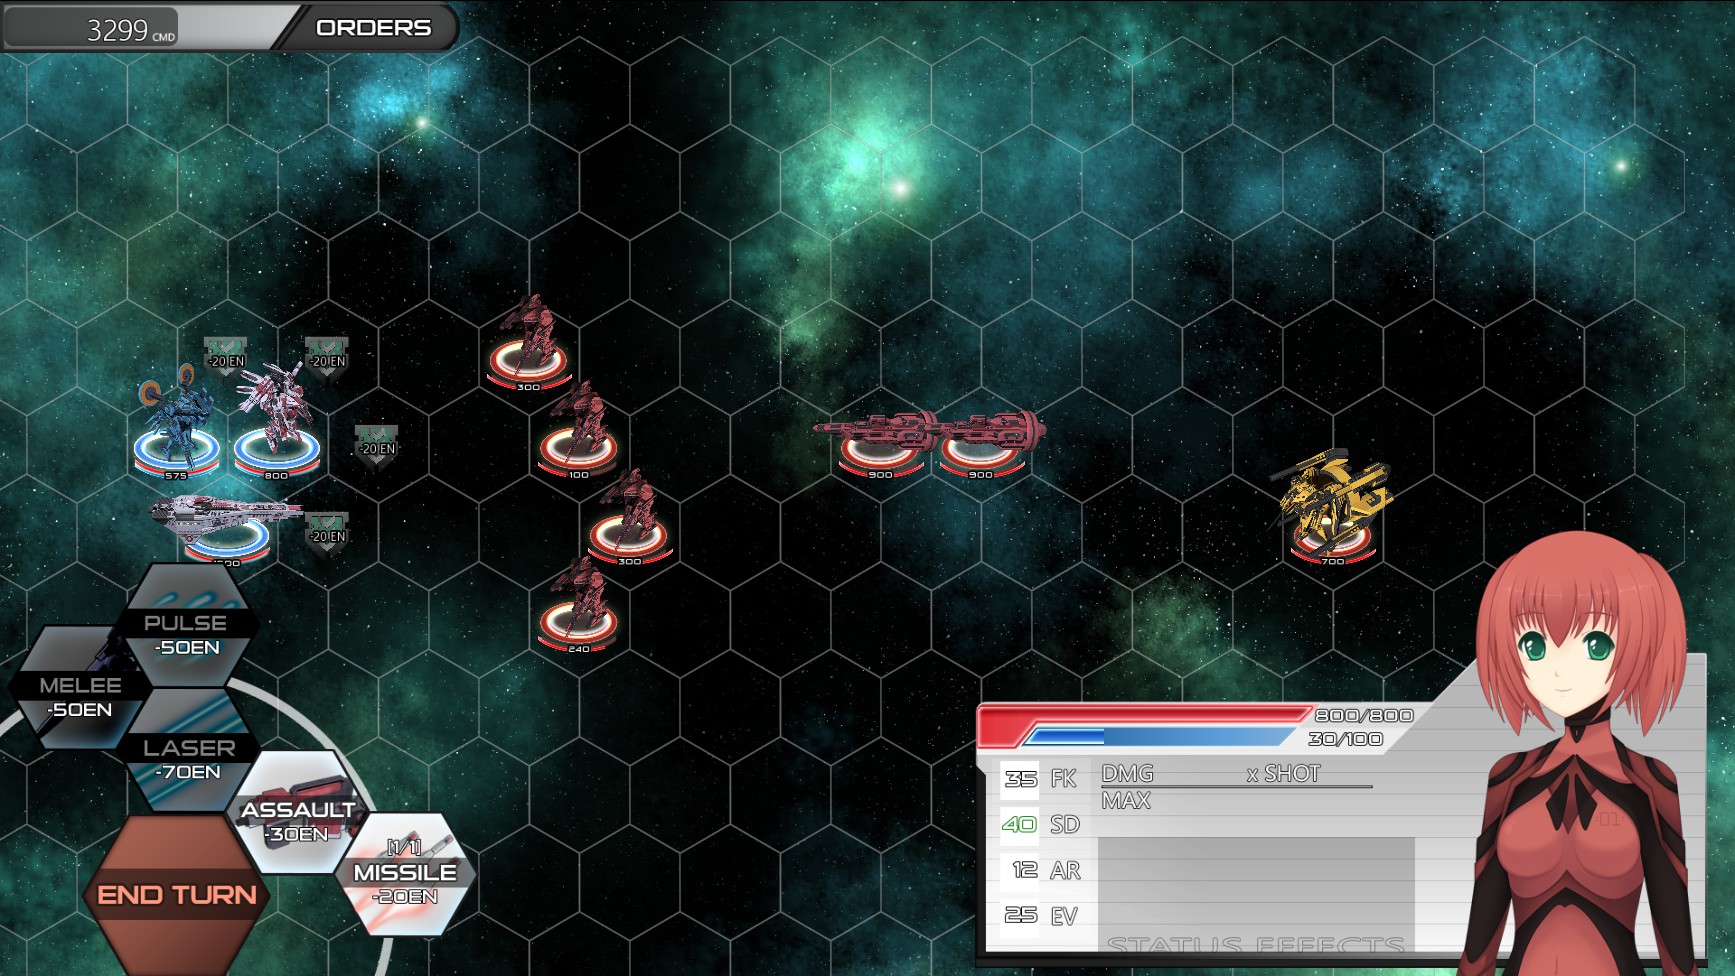 3299 CMD
ORDERS
-20 EN
-20 EN
300
-20 EN
575
800
100
900
900
-20 EN
300
700
PULSE
-50EN
240
MELEE
-50EN
LASER
-70EN
ASSAULT
-30EN
[1/1]
MISSILE
-20EN
END TURN
800/800
30/100
35 FK
DMG x SHOT
MAX
40 SD
12 AR
25 EV
STATUS EFFECTS
01